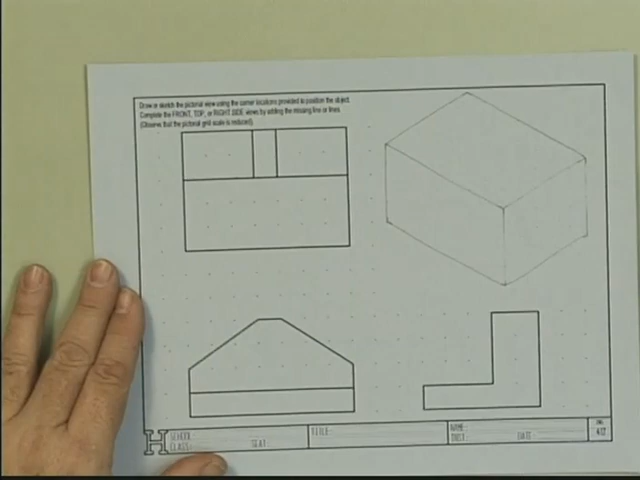 Draw or sketch the pictorial view using the corner locations provided to position the object.
Complete the FRONT, TOP, or RIGHT SIDE views by adding the missing line or lines.
(Observe that the pictorial grid scale is reduced).
H
SCHOOL:
CLASS: SEAT:
TITLE:
NAME:
INST: DATE: